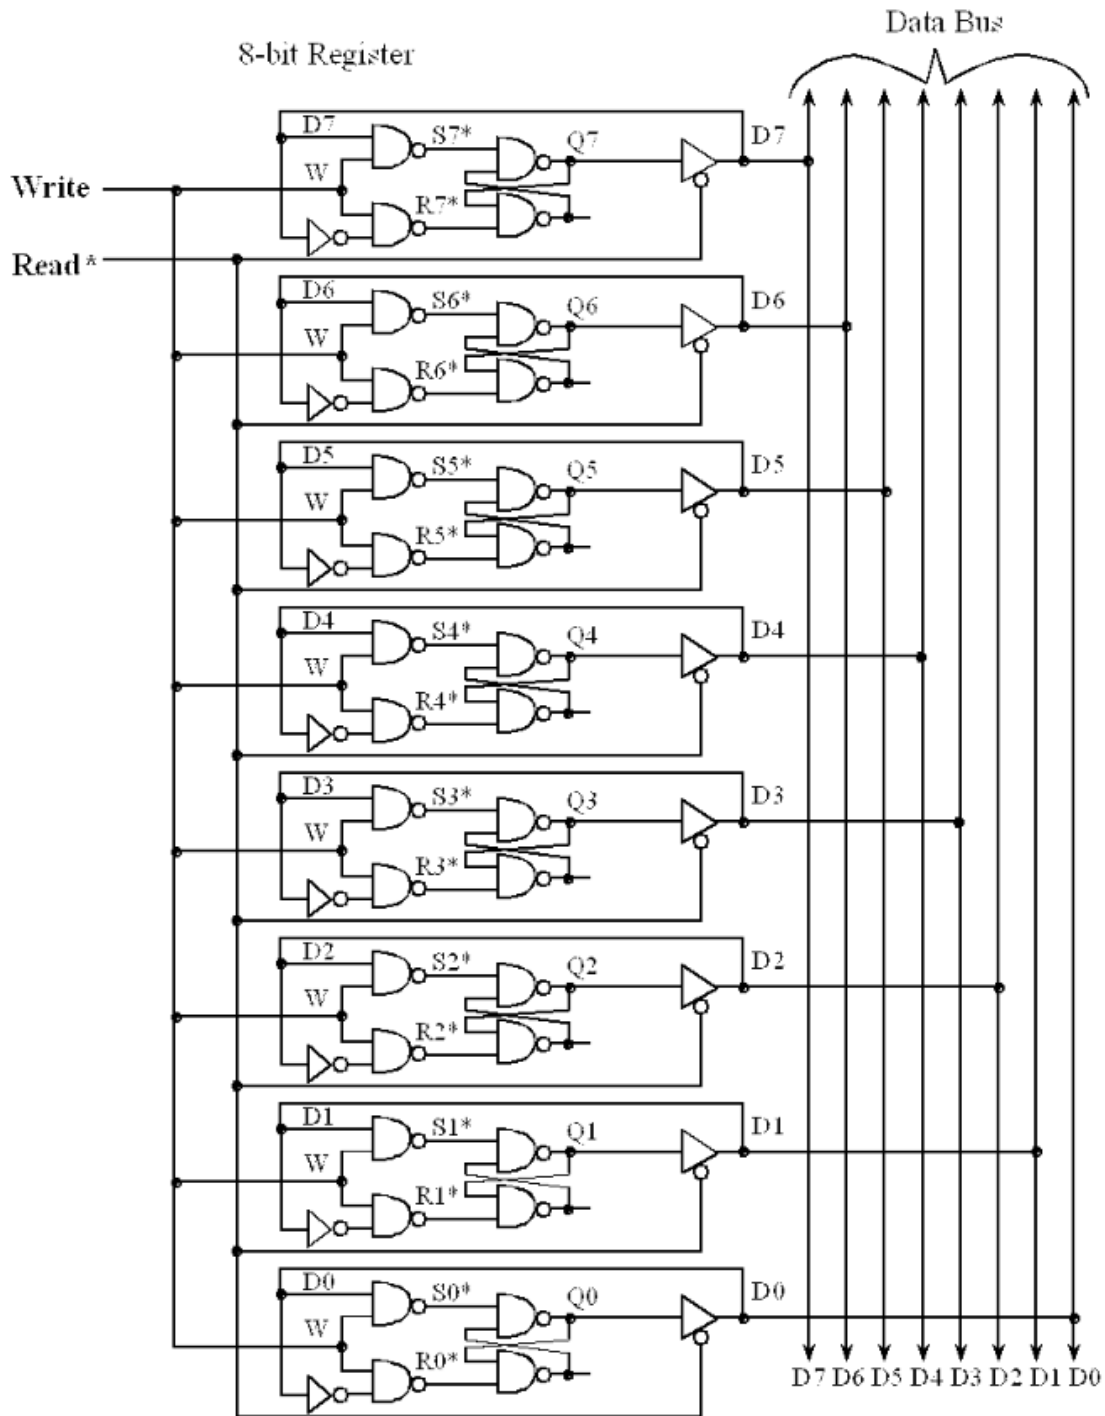 Data Bus
8-bit Register
D7 S7* Q7 D7
Write W
R7*
Read*
D6 S6* Q6 D6
W
R6*
D5 S5* Q5 D5
W
R5*
D4 S4* Q4 D4
W
R4*
D3 S3* Q3 D3
W
R3*
D2 S2* Q2 D2
W
R2*
D1 S1* Q1 D1
W
R1*
D0 S0* Q0 D0
W
R0*
D7 D6 D5 D4 D3 D2 D1 D0